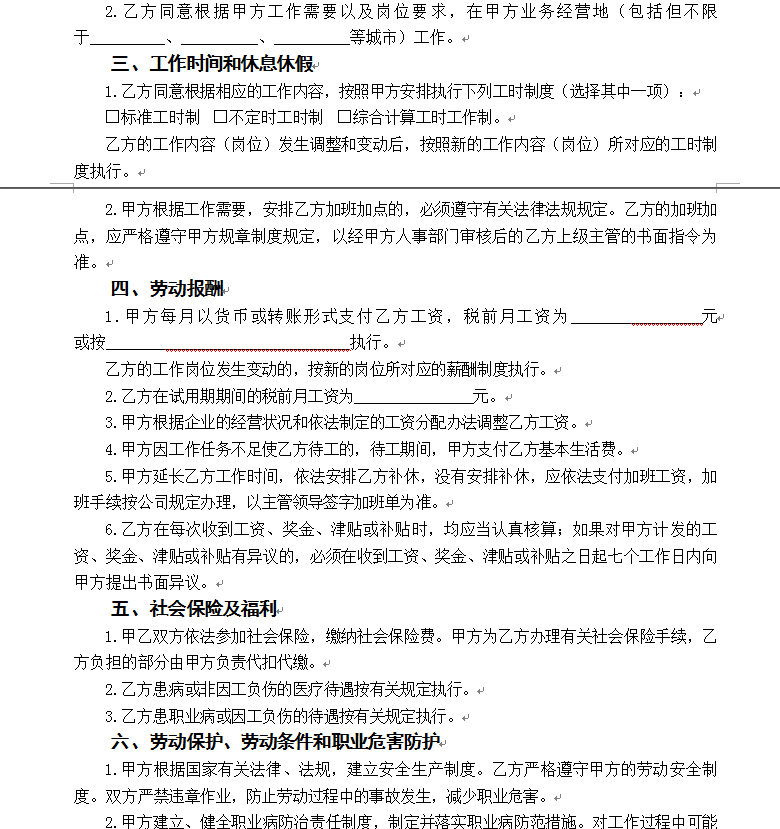 2.乙方同意根据甲方工作需要以及岗位要求，在甲方业务经营地（包括但不限
于_________、_________、_________等城市）工作。
三、工作时间和休息休假
1.乙方同意根据相应的工作内容，按照甲方安排执行下列工时制度（选择其中一项）：
□标准工时制 □不定时工时制 □综合计算工时工作制。
乙方的工作内容（岗位）发生调整和变动后，按照新的工作内容（岗位）所对应的工时制
度执行。
2.甲方根据工作需要，安排乙方加班加点的，必须遵守有关法律法规规定。乙方的加班加
点，应严格遵守甲方规章制度规定，以经甲方人事部门审核后的乙方上级主管的书面指令为
准。
四、劳动报酬
1.甲方每月以货币或转账形式支付乙方工资，税前月工资为________________元
或按_____________________________执行。
乙方的工作岗位发生变动的，按新的岗位所对应的薪酬制度执行。
2.乙方在试用期期间的税前月工资为______________元。
3.甲方根据企业的经营状况和依法制定的工资分配办法调整乙方工资。
4.甲方因工作任务不足使乙方待工的，待工期间，甲方支付乙方基本生活费。
5.甲方延长乙方工作时间，依法安排乙方补休，没有安排补休，应依法支付加班工资，加
班手续按公司规定办理，以主管领导签字加班单为准。
6.乙方在每次收到工资、奖金、津贴或补贴时，均应当认真核算；如果对甲方计发的工
资、奖金、津贴或补贴有异议的，必须在收到工资、奖金、津贴或补贴之日起七个工作日内向
甲方提出书面异议。
五、社会保险及福利
1.甲乙双方依法参加社会保险，缴纳社会保险费。甲方为乙方办理有关社会保险手续，乙
方负担的部分由甲方负责代扣代缴。
2.乙方患病或非因工负伤的医疗待遇按有关规定执行。
3.乙方患职业病或因工负伤的待遇按有关规定执行。
六、劳动保护、劳动条件和职业危害防护
1.甲方根据国家有关法律、法规，建立安全生产制度。乙方严格遵守甲方的劳动安全制
度。双方严禁违章作业，防止劳动过程中的事故发生，减少职业危害。
2.甲方建立、健全职业病防治责任制度，制定并落实职业病防范措施。对工作过程中可能